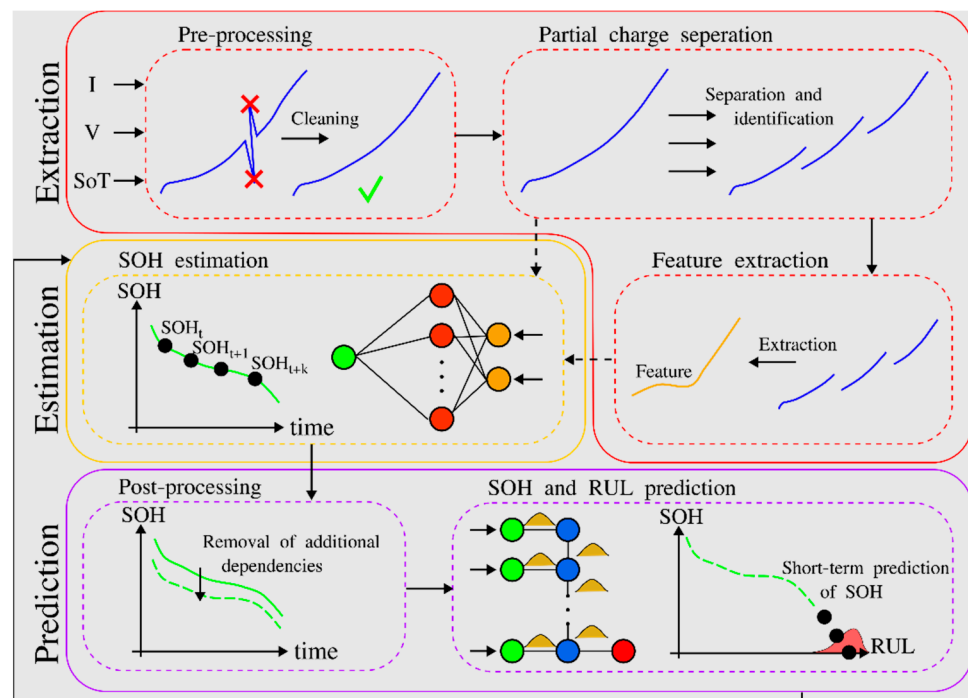 Extraction
Pre-processing
I
V
SoT
Cleaning
Partial charge seperation
Separation and
identification
Feature extraction
Feature
Extraction
Estimation
SOH estimation
SOH
SOHt
SOHt+1
SOHt+k
time
Prediction
Post-processing
SOH
Removal of additional
dependencies
time
SOH and RUL prediction
SOH
Short-term prediction
of SOH
RUL